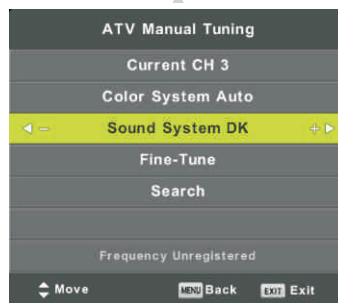 ATV Manual Tuning
Current CH 3
Color System Auto
Sound System DK
Fine-Tune
Search
Frequency Unregistered
Move MENU Back EXIT Exit